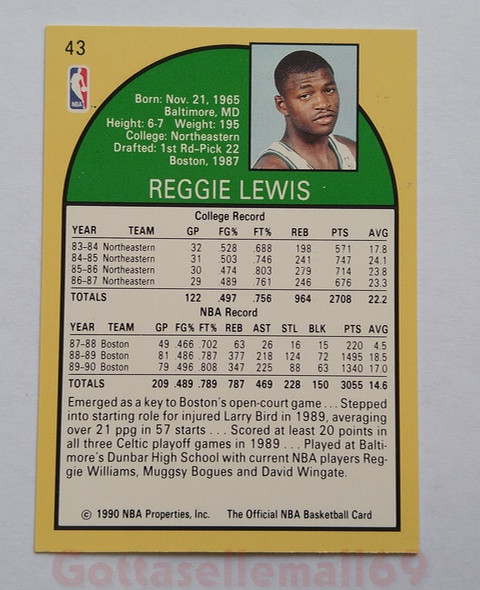 43
NBA
Born: Nov. 21, 1965
Baltimore, MD
Height: 6-7 Weight: 195
College: Northeastern
Drafted: 1st Rd-Pick 22
Boston, 1987
REGGIE LEWIS
College Record
YEAR TEAM GP FG% FT% REB PTS AVG
83-84 Northeastern 32 .528 .688 198 571 17.8
84-85 Northeastern 31 .503 .746 241 747 24.1
85-86 Northeastern 30 .474 .803 279 714 23.8
86-87 Northeastern 29 .489 .761 246 676 23.3
TOTALS 122 .497 .756 964 2708 22.2
NBA Record
YEAR TEAM GP FG% FT% REB AST STL BLK PTS AVG
87-88 Boston 49 .466 .702 63 26 16 15 220 4.5
88-89 Boston 81 .486 .787 377 218 124 72 1495 18.5
89-90 Boston 79 .496 .808 347 225 88 63 1340 17.0
TOTALS 209 .489 .789 787 469 228 150 3055 14.6
Emerged as a key to Boston's open-court game . . . Stepped
into starting role for injured Larry Bird in 1989, averaging
over 21 ppg in 57 starts . . . Scored at least 20 points in
all three Celtic playoff games in 1989 . . . Played at Balti-
more's Dunbar High School with current NBA players Reg-
gie Williams, Muggsy Bogues and David Wingate.
© 1990 NBA Properties, Inc. The Official NBA Basketball Card
Gottasellemall69